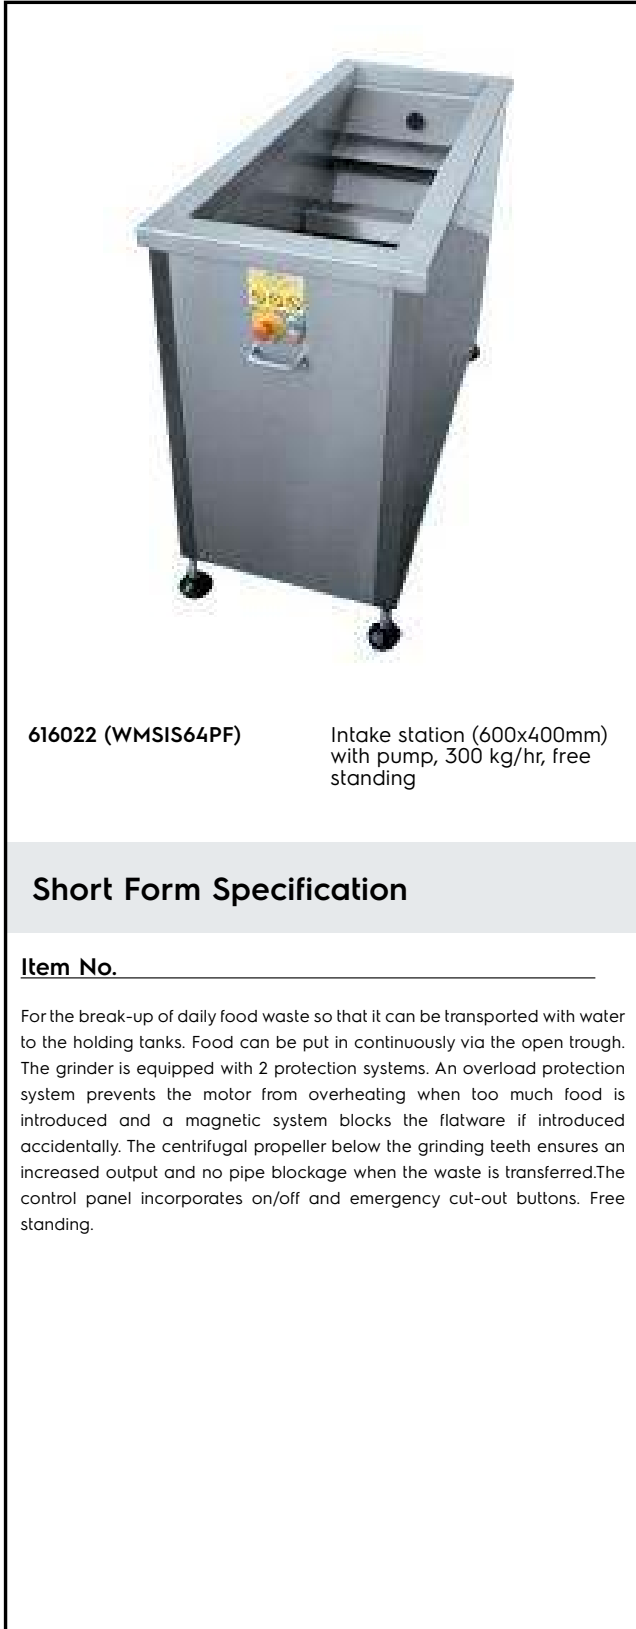 616022 (WMSIS64PF)
Intake station (600x400mm)
with pump, 300 kg/hr, free
standing
Short Form Specification
Item No.
For the break-up of daily food waste so that it can be transported with water
to the holding tanks. Food can be put in continuously via the open trough.
The grinder is equipped with 2 protection systems. An overload protection
system prevents the motor from overheating when too much food is
introduced and a magnetic system blocks the flatware if introduced
accidentally. The centrifugal propeller below the grinding teeth ensures an
increased output and no pipe blockage when the waste is transferred.The
control panel incorporates on/off and emergency cut-out buttons. Free
standing.